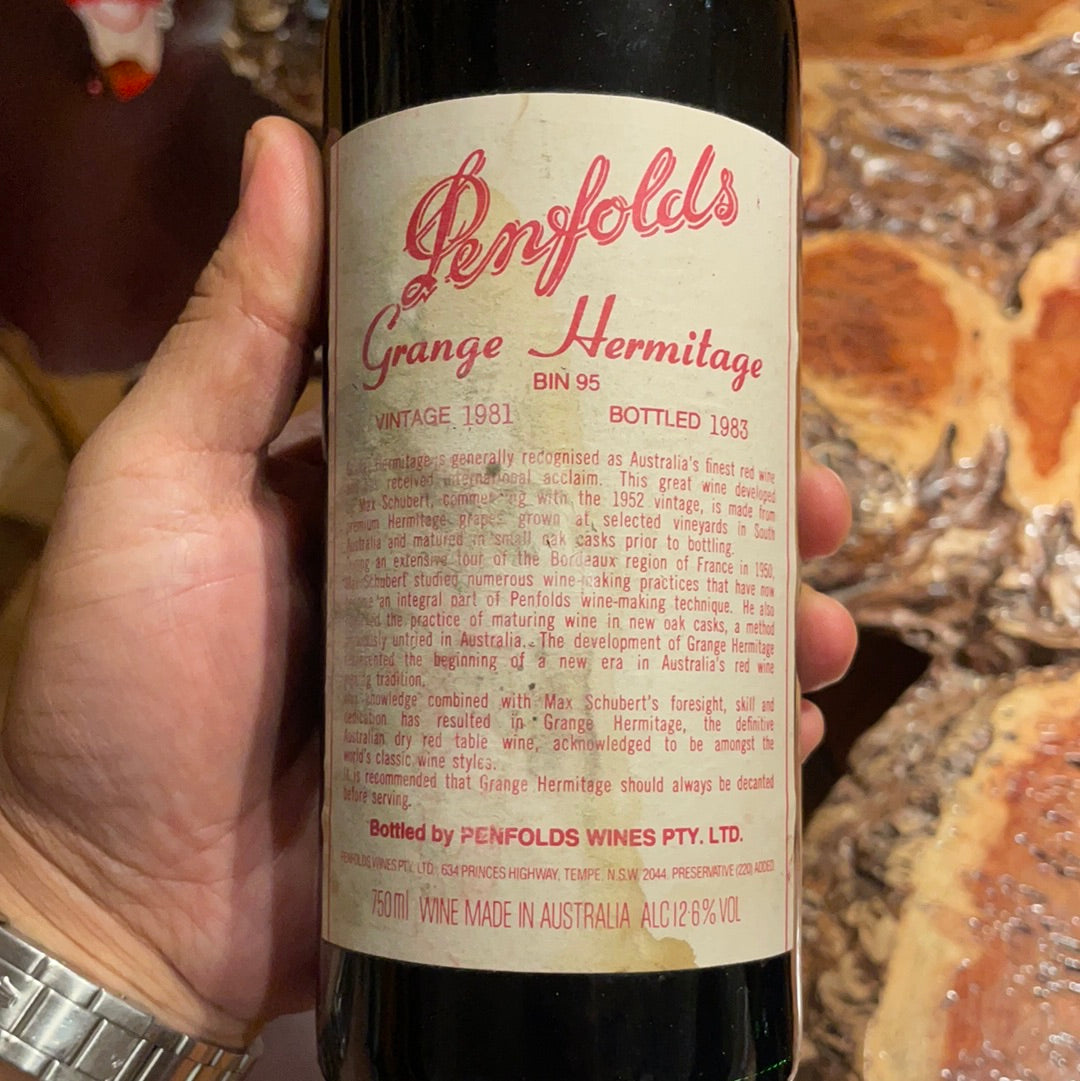 Penfolds
Grange Hermitage
BIN 95
VINTAGE 1981 BOTTLED 1983
Hermitage is generally recognised as Australia's finest red wine
received international acclaim. This great wine developed
Max Schubert, commencing with the 1952 vintage, is made from
premium Hermitage grapes grown at selected vineyards in South
Australia and matured in small oak casks prior to bottling.
an extensive tour of the Bordeaux region of France in 1950,
Max Schubert studied numerous wine-making practices that have now
an integral part of Penfolds wine-making technique. He also
the practice of maturing wine in new oak casks, a method
untried in Australia. The development of Grange Hermitage
represented the beginning of a new era in Australia's red wine
tradition.
knowledge combined with Max Schubert's foresight, skill and
dedication has resulted in Grange Hermitage, the definitive
Australian dry red table wine, acknowledged to be amongst the
world's classic wine styles.
It is recommended that Grange Hermitage should always be decanted
before serving.
Bottled by PENFOLDS WINES PTY. LTD.
PENFOLDS WINES PTY. LTD. 634 PRINCES HIGHWAY, TEMPE, N.S.W. 2044. PRESERVATIVE (220) ADDED
750ml WINE MADE IN AUSTRALIA ALC 12·6% VOL